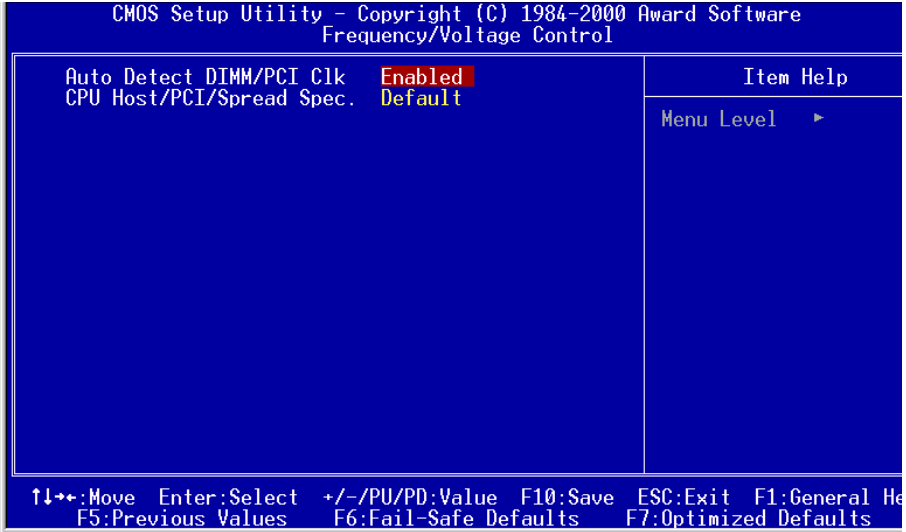 CMOS Setup Utility – Copyright (C) 1984–2000 Award Software
Frequency/Voltage Control
Auto Detect DIMM/PCI Clk Enabled
CPU Host/PCI/Spread Spec. Default
Item Help
Menu Level ►
↑↓→←:Move Enter:Select +/-/PU/PD:Value F10:Save ESC:Exit F1:General He
F5:Previous Values F6:Fail-Safe Defaults F7:Optimized Defaults